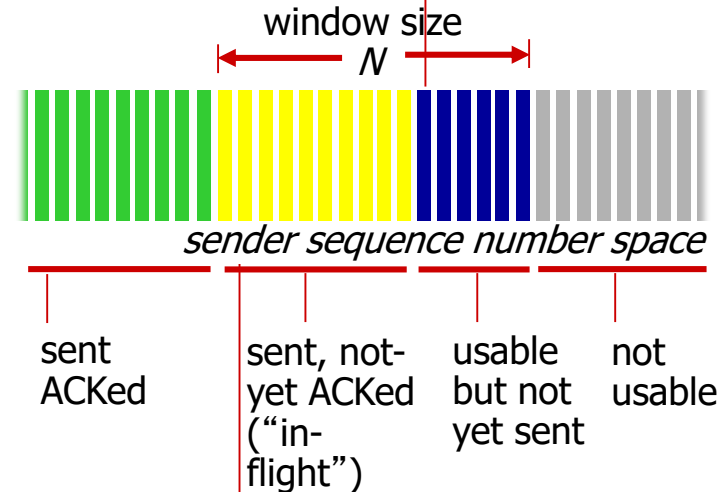 window size
N
sender sequence number space
sent
ACKed
sent, not-
yet ACKed
(“in-
flight”)
usable
but not
yet sent
not
usable